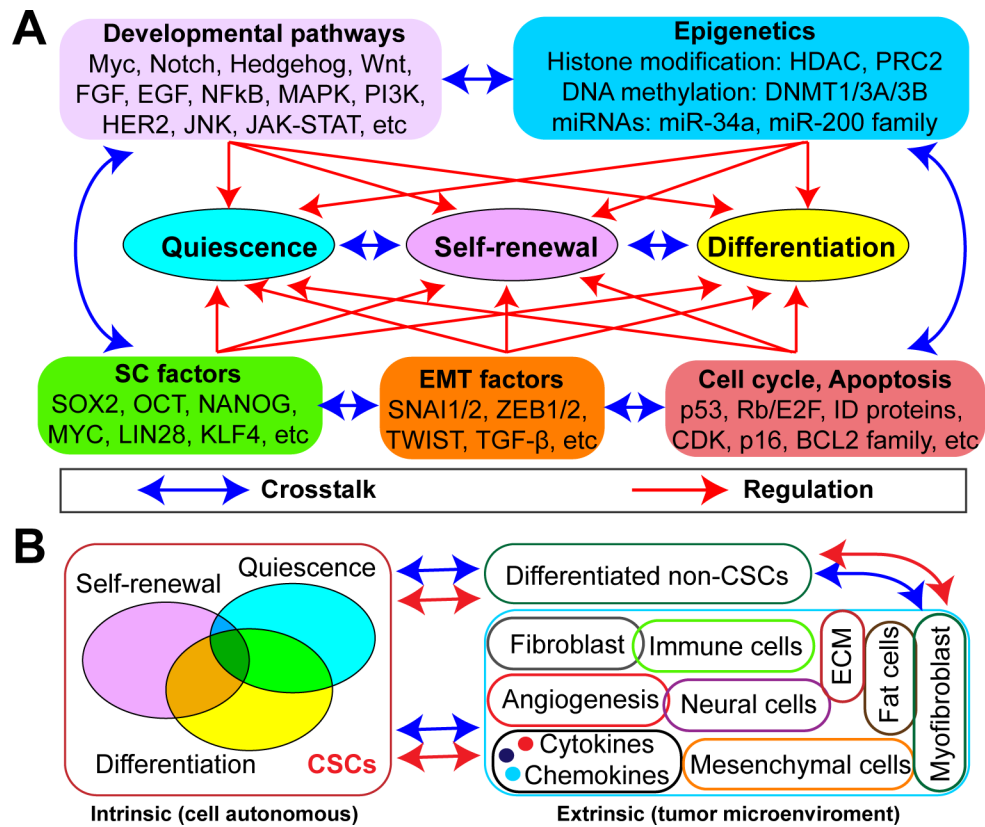 A
Developmental pathways
Myc, Notch, Hedgehog, Wnt,
FGF, EGF, NFkB, MAPK, PI3K,
HER2, JNK, JAK-STAT, etc
Epigenetics
Histone modification: HDAC, PRC2
DNA methylation: DNMT1/3A/3B
miRNAs: miR-34a, miR-200 family
Quiescence
Self-renewal
Differentiation
SC factors
SOX2, OCT, NANOG,
MYC, LIN28, KLF4, etc
EMT factors
SNAI1/2, ZEB1/2,
TWIST, TGF-β, etc
Cell cycle, Apoptosis
p53, Rb/E2F, ID proteins,
CDK, p16, BCL2 family, etc
Crosstalk
Regulation
B
Self-renewal
Quiescence
Differentiation
CSCs
Intrinsic (cell autonomous)
Differentiated non-CSCs
Fibroblast
Immune cells
ECM
Fat cells
Myofibroblast
Angiogenesis
Neural cells
Cytokines
Chemokines
Mesenchymal cells
Extrinsic (tumor microenviroment)